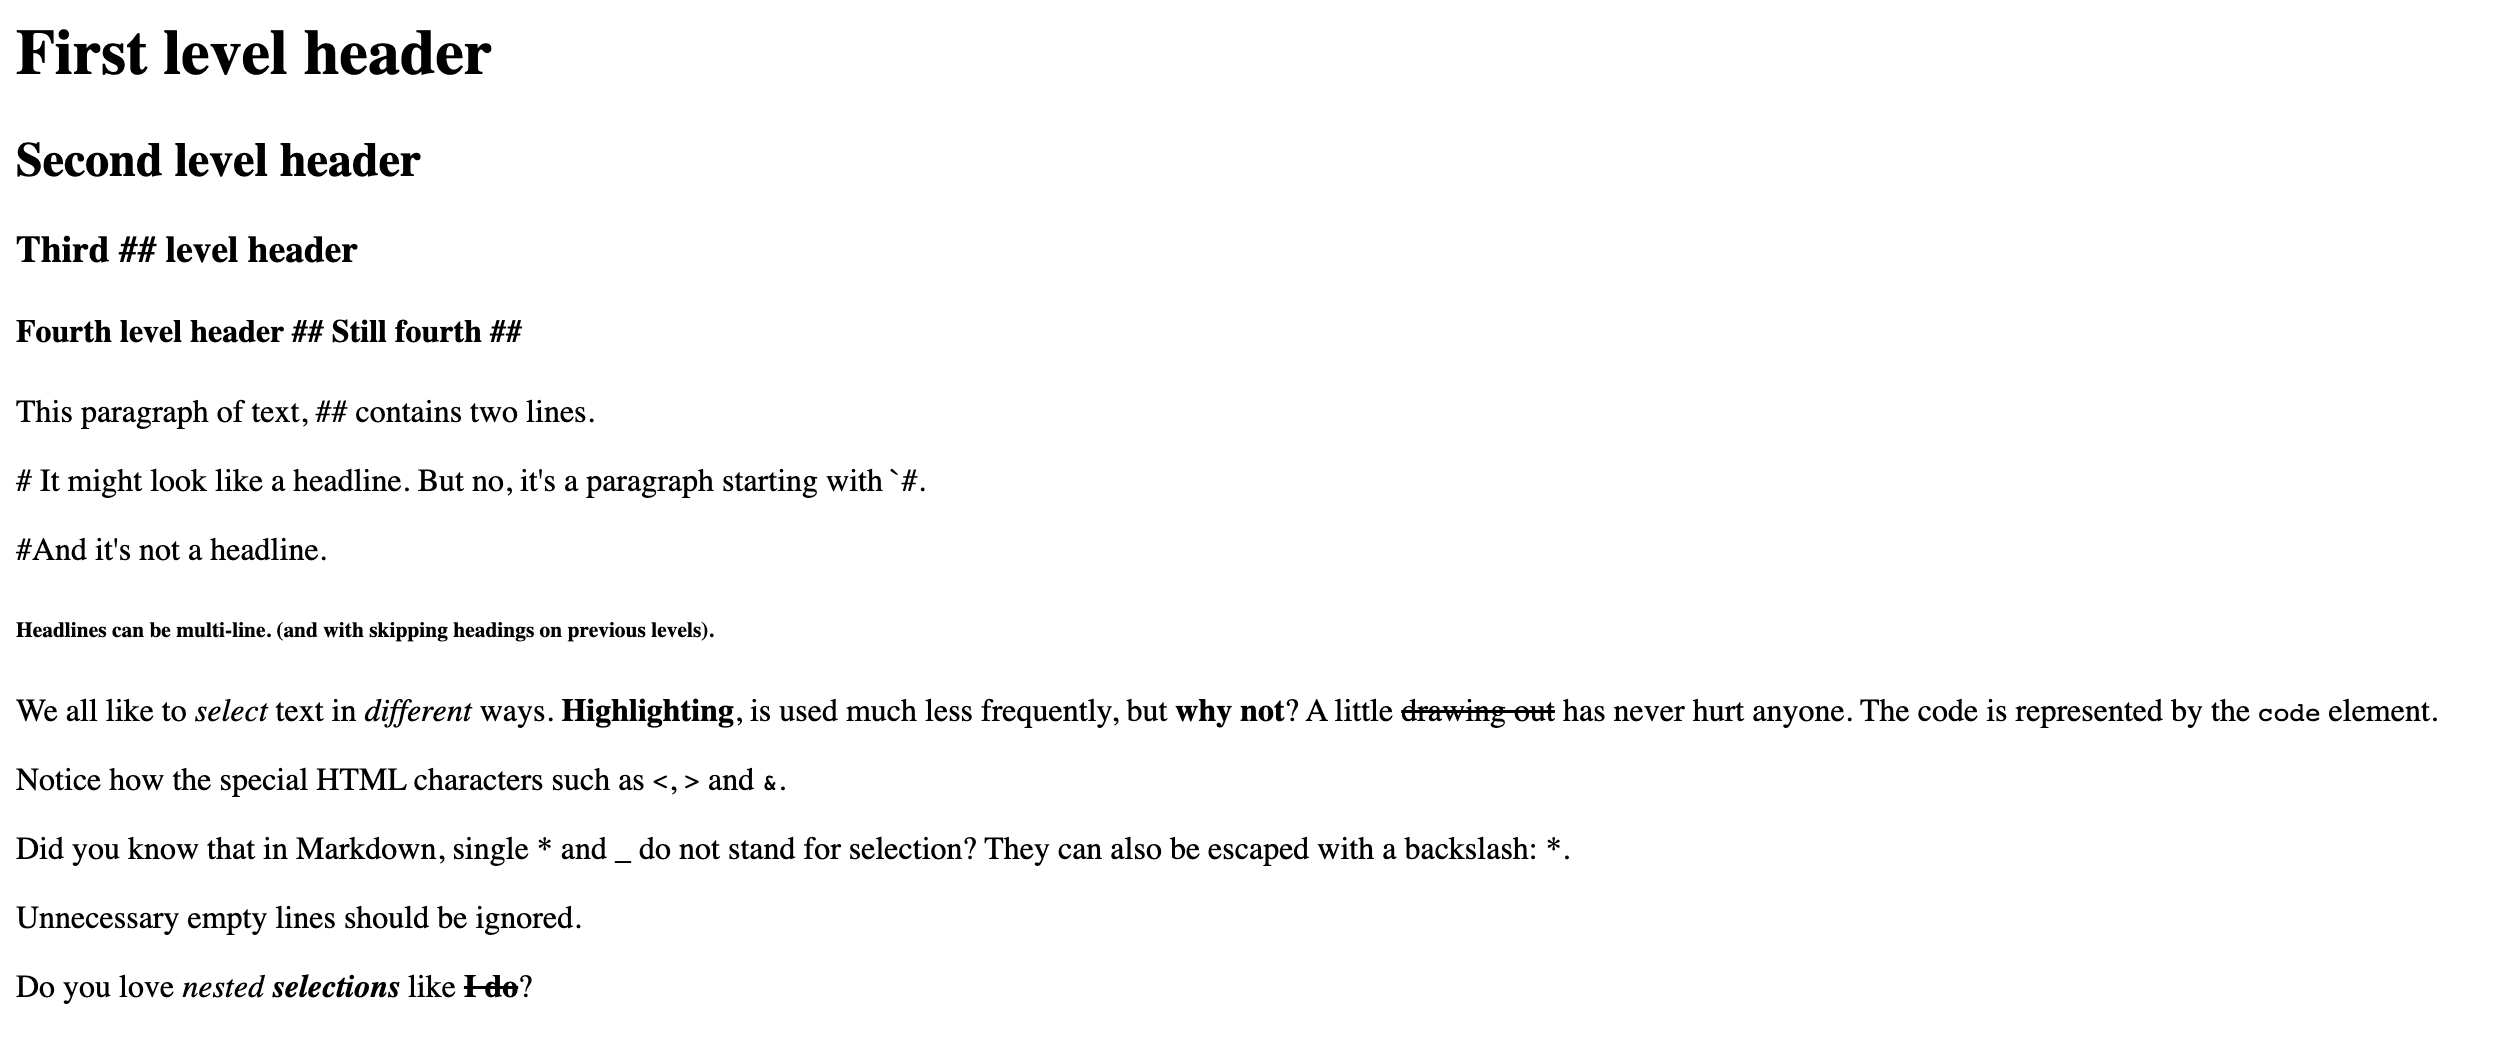 First level header
Second level header
Third ## level header
Fourth level header ## Still fourth ##
This paragraph of text, ## contains two lines.
# It might look like a headline. But no, it's a paragraph starting with `#.
#And it's not a headline.
Headlines can be multi-line. (and with skipping headings on previous levels).
We all like to select text in different ways. Highlighting, is used much less frequently, but why not? A little drawing out has never hurt anyone. The code is represented by the code element.
Notice how the special HTML characters such as <, > and &.
Did you know that in Markdown, single * and _ do not stand for selection? They can also be escaped with a backslash: *.
Unnecessary empty lines should be ignored.
Do you love nested selections like I do?